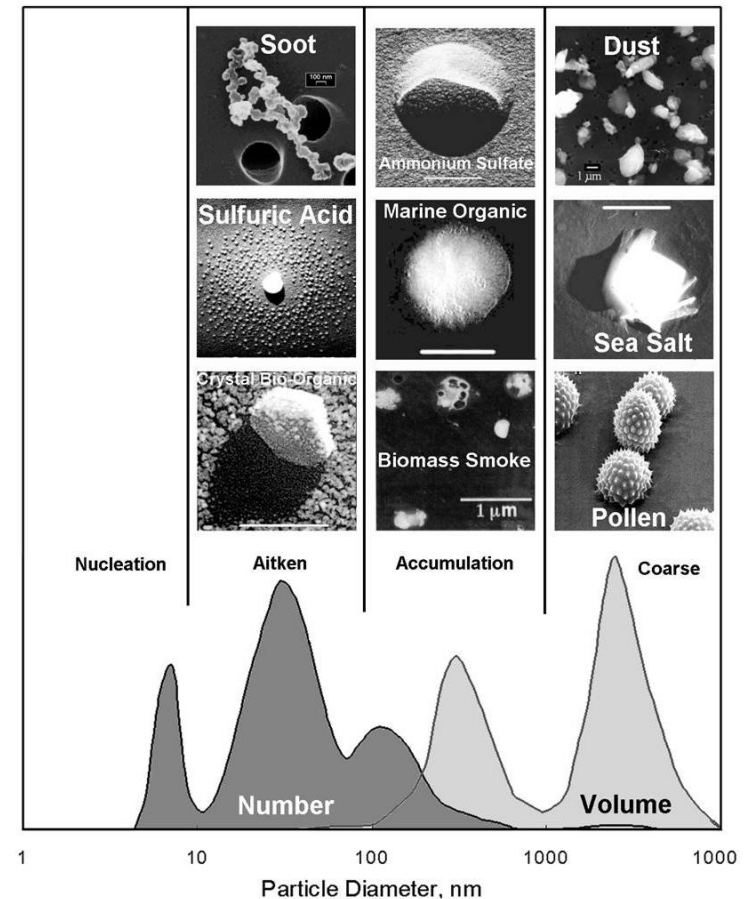 Soot
100 nm
Ammonium Sulfate
Dust
1 µm
Sulfuric Acid
Marine Organic
Sea Salt
Crystal Bio-Organic
Biomass Smoke
1 µm
Pollen
Nucleation
Aitken
Accumulation
Coarse
Number
Volume
1
10
100
1000
1000
Particle Diameter, nm